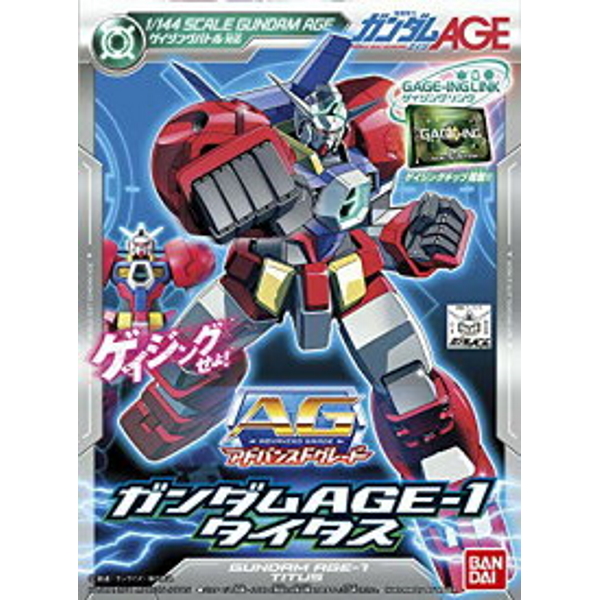 1/144 SCALE GUNDAM AGE
ゲイジングバトル対応
ガンダムAGE
GAGE-ING LINK
ゲイジングリンク
GAGE-ING
ゲイジングチップ搭載!!
ゲイジングせよ!
AG
ADVANCED GRADE
アドバンスドグレード
ガンダムAGE-1
タイタス
GUNDAM AGE-1
TITUS
BAN
DAI